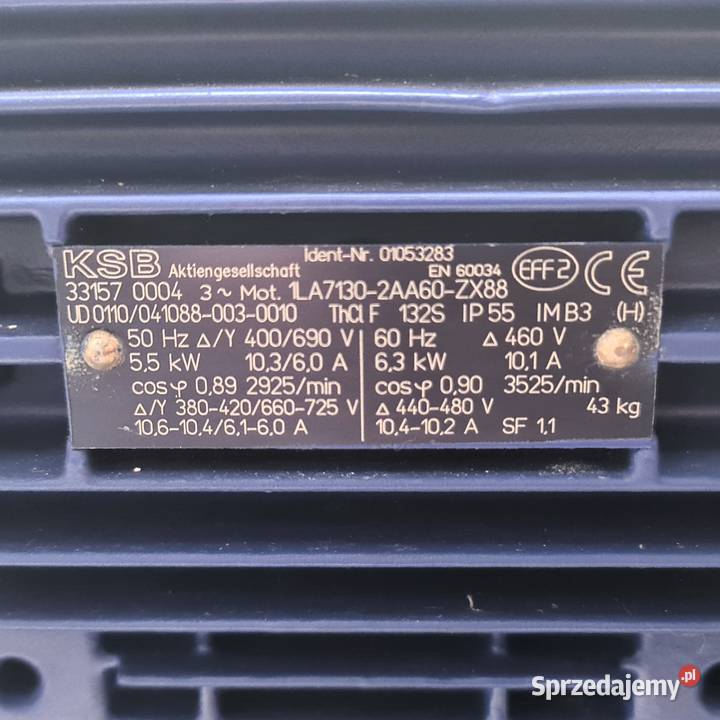 KSB Aktiengesellschaft Ident-Nr. 01053283 EN 60034 EFF2 CE
33157 0004 3~Mot. 1LA7130-2AA60-ZX88
UD 0110/041088-003-0010 ThCl F 132S IP 55 IM B3 (H)
50 Hz Δ/Y 400/690 V 60 Hz Δ 460 V
5,5 kW 10,3/6,0 A 6,3 kW 10,1 A
cosφ 0,89 2925/min cosφ 0,90 3525/min
Δ/Y 380-420/660-725 V Δ 440-480 V 43 kg
10,6-10,4/6,1-6,0 A 10,4-10,2 A SF 1,1
Sprzedajemy.pl